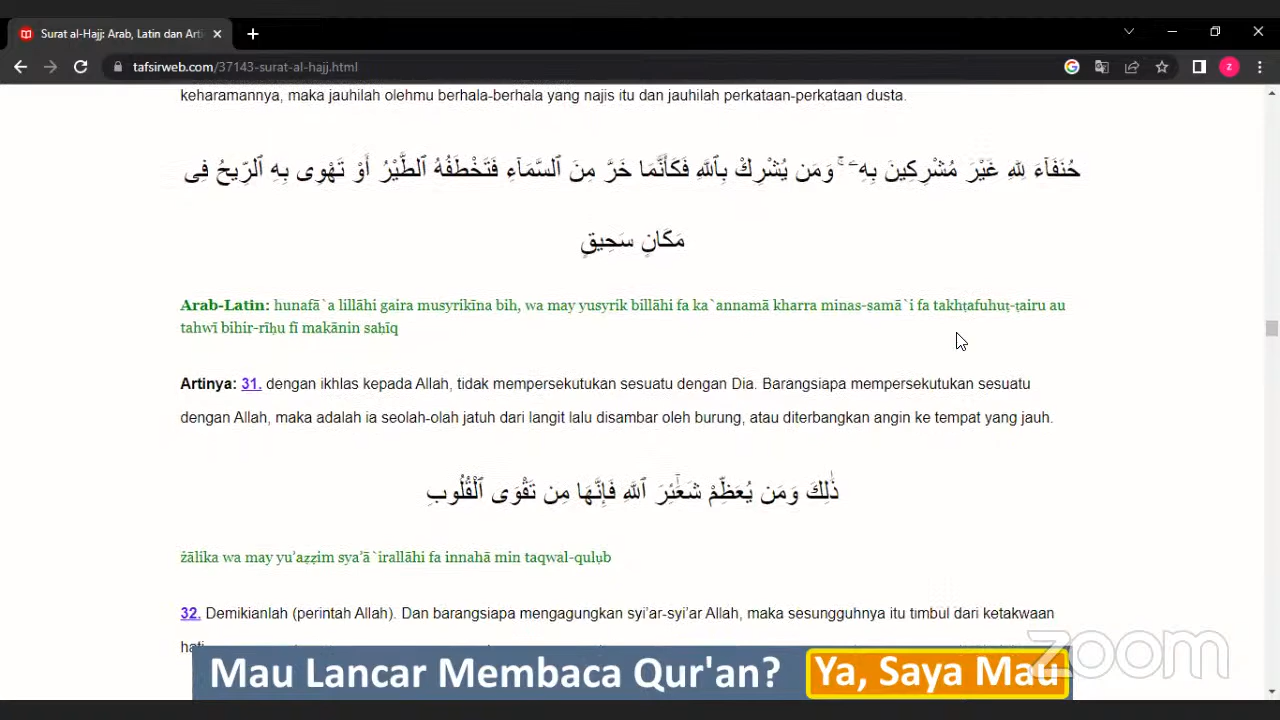 Surat al-Hajj: Arab, Latin dan Arti
tafsirweb.com/37143-surat-al-hajj.html
keharamannya, maka jauhilah olehmu berhala-berhala yang najis itu dan jauhilah perkataan-perkataan dusta.
حُنَفَآءَ لِلَّهِ غَيْرَ مُشْرِكِينَ بِهِۦ ۚ وَمَن يُشْرِكْ بِٱللَّهِ فَكَأَنَّمَا خَرَّ مِنَ ٱلسَّمَآءِ فَتَخْطَفُهُ ٱلطَّيْرُ أَوْ تَهْوِى بِهِ ٱلرِّيحُ فِى
مَكَانٍ سَحِيقٍ
Arab-Latin: hunafā`a lillāhi gaira musyrikīna bih, wa may yusyrik billāhi fa ka`annamā kharra minas-samā`i fa takhṭafuhuṭ-ṭairu au
tahwī bihir-rīḥu fī makānin saḥīq
Artinya: 31. dengan ikhlas kepada Allah, tidak mempersekutukan sesuatu dengan Dia. Barangsiapa mempersekutukan sesuatu
dengan Allah, maka adalah ia seolah-olah jatuh dari langit lalu disambar oleh burung, atau diterbangkan angin ke tempat yang jauh.
ذَٰلِكَ وَمَن يُعَظِّمْ شَعَٰٓئِرَ ٱللَّهِ فَإِنَّهَا مِن تَقْوَى ٱلْقُلُوبِ
żālika wa may yu’aẓẓim sya’ā`irallāhi fa innahā min taqwal-qulụb
32. Demikianlah (perintah Allah). Dan barangsiapa mengagungkan syi’ar-syi’ar Allah, maka sesungguhnya itu timbul dari ketakwaan
hati.
zoom
Mau Lancar Membaca Qur'an? Ya, Saya Mau